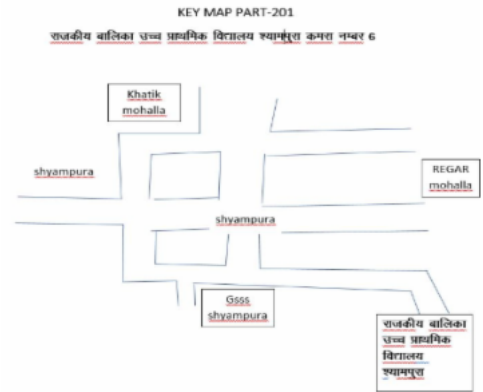 KEY MAP PART-201
राजकीय बालिका उच्च प्राथमिक विद्यालय श्यामपुरा कमरा नम्बर 6
Khatik
mohalla
shyampura
REGAR
mohalla
shyampura
Gsss
shyampura
राजकीय बालिका
उच्च प्राथमिक
विद्यालय
श्यामपुरा